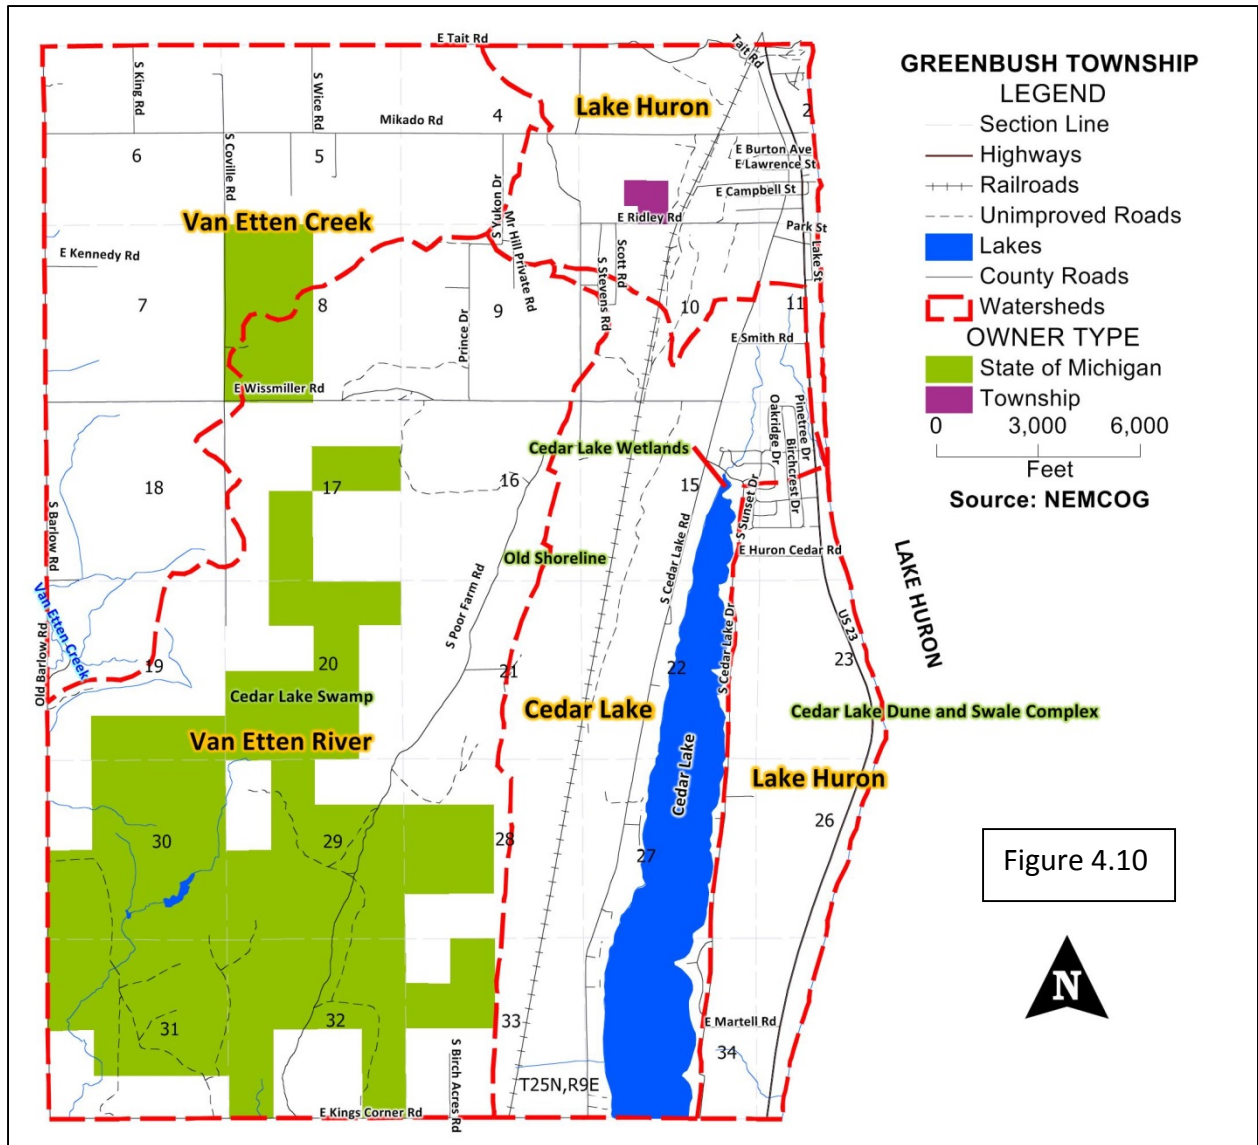 E Tait Rd
Tait Rd
S King Rd
S Wice Rd
Mikado Rd
4
Lake Huron
2
6
S Coville Rd
5
E Burton Ave
E Lawrence St
E Campbell St
S Yukon Dr
Mr Hill Private Rd
E Ridley Rd
Van Etten Creek
Park St
Lake St
E Kennedy Rd
S Stevens Rd
Scott Rd
7
8
9
10
11
Prince Dr
E Smith Rd
E Wissmiller Rd
Oakridge Dr
Pinetree Dr
Birchcrest Dr
Cedar Lake Wetlands
18
17
16
15
S Sunset Dr
S Barlow Rd
S Cedar Lake Rd
E Huron Cedar Rd
Old Shoreline
S Poor Farm Rd
LAKE HURON
US 23
Van Etten Creek
Old Barlow Rd
19
20
21
22
S Cedar Lake Dr
23
Cedar Lake Swamp
Cedar Lake
Cedar Lake Dune and Swale Complex
Van Etten River
Cedar Lake
Lake Huron
30
29
28
27
26
31
32
33
E Martell Rd
34
S Birch Acres Rd
T25N,R9E
E Kings Corner Rd
GREENBUSH TOWNSHIP
LEGEND
Section Line
Highways
Railroads
Unimproved Roads
Lakes
County Roads
Watersheds
OWNER TYPE
State of Michigan
Township
0 3,000 6,000
Feet
Source: NEMCOG
Figure 4.10
N